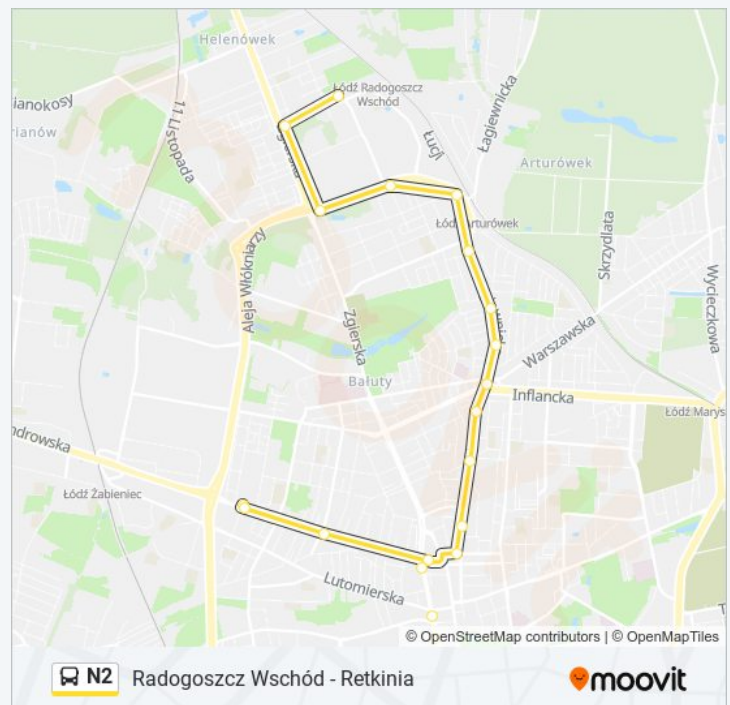 Helenówek
Łódź Radogoszcz
Wschód
ianokosy
rianów
11 Listopada
Łucji
Łagiewnicka
Arturówek
Łódź Arturówek
Skrzydlata
Wycieczkowa
Aleja Włókniarzy
Zgierska
Warszawska
Bałuty
Inflancka
Łódź Marys
ndrowska
Łódź Żabieniec
Lutomierska
© OpenStreetMap contributors | © OpenMapTiles
N2 Radogoszcz Wschód - Retkinia
moovit